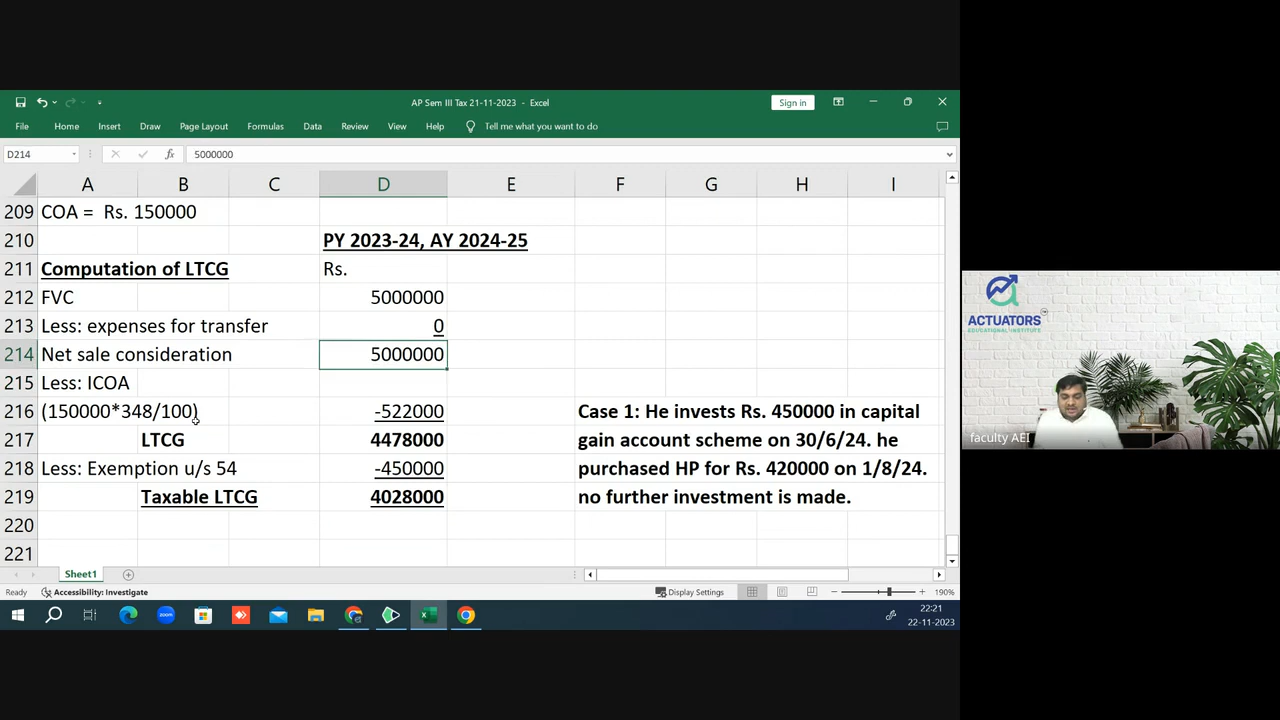 AP Sem III Tax 21-11-2023 - Excel
Sign in
File Home Insert Draw Page Layout Formulas Data Review View Help Tell me what you want to do
D214 fx 5000000
A B C D E F G H I
209 COA = Rs. 150000
210 PY 2023-24, AY 2024-25
211 Computation of LTCG Rs.
212 FVC 5000000
213 Less: expenses for transfer 0
214 Net sale consideration 5000000
215 Less: ICOA
216 (150000*348/100) -522000 Case 1: He invests Rs. 450000 in capital
217 LTCG 4478000 gain account scheme on 30/6/24. he
218 Less: Exemption u/s 54 -450000 purchased HP for Rs. 420000 on 1/8/24.
219 Taxable LTCG 4028000 no further investment is made.
220
221
Sheet1
Ready Accessibility: Investigate Display Settings 190%
zoom
22:21
22-11-2023
ACTUATORS
EDUCATIONAL INSTITUTE
faculty AEI